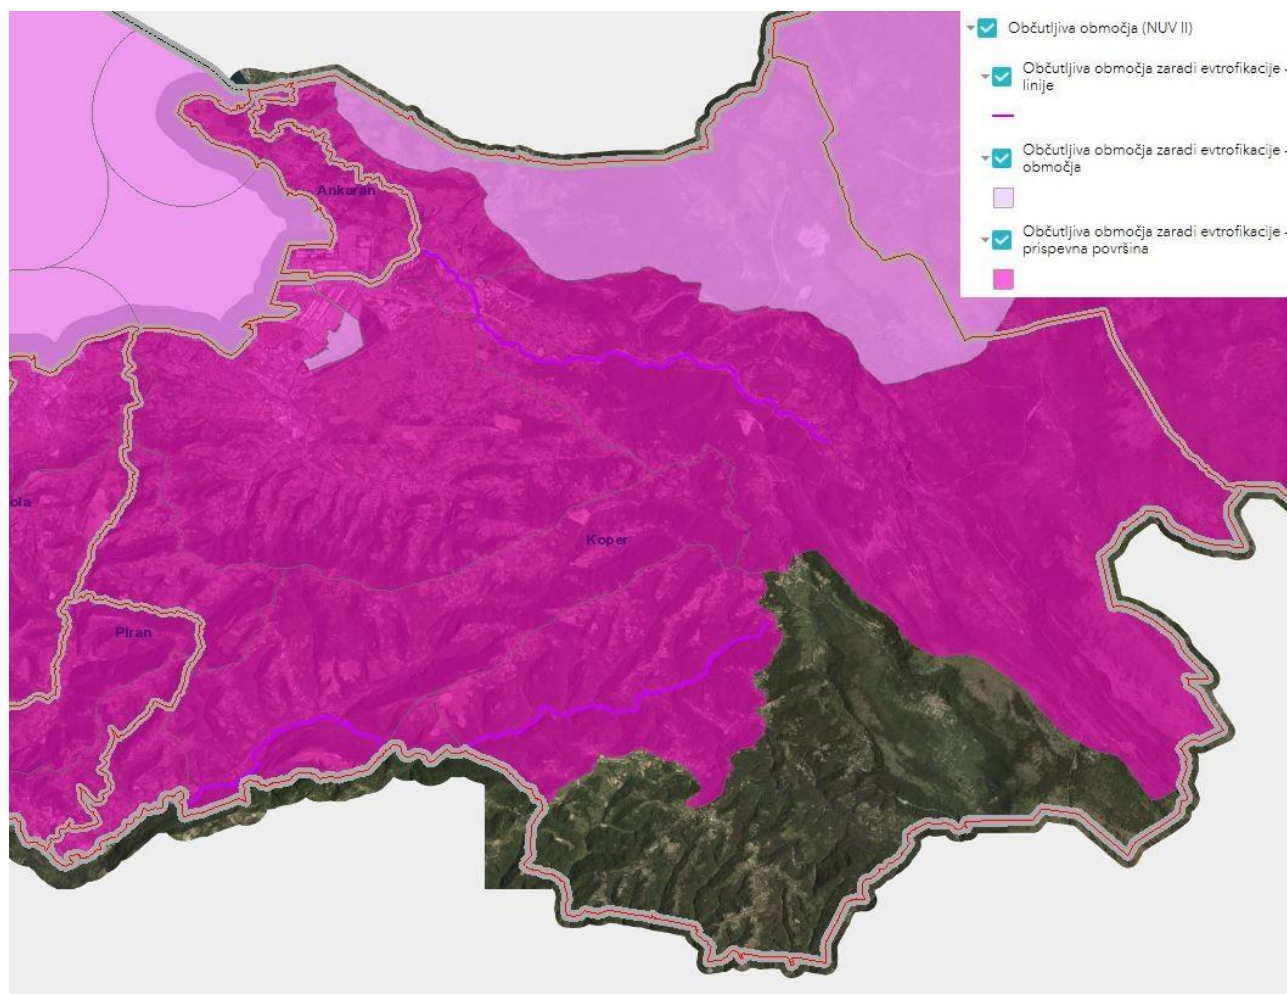 Občutljiva območja (NUV II)
Občutljiva območja zaradi evtrofikacije -
linije
Občutljiva območja zaradi evtrofikacije -
območja
Občutljiva območja zaradi evtrofikacije -
prispevna površina
Ankaran
ola
Koper
Piran